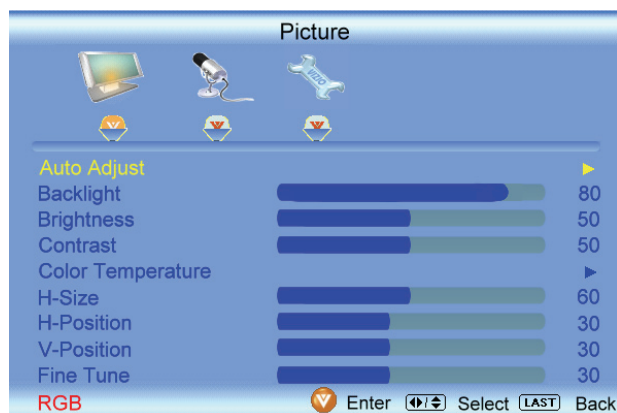 Picture
VIZIO
Auto Adjust
Backlight 80
Brightness 50
Contrast 50
Color Temperature
H-Size 60
H-Position 30
V-Position 30
Fine Tune 30
RGB Enter Select LAST Back